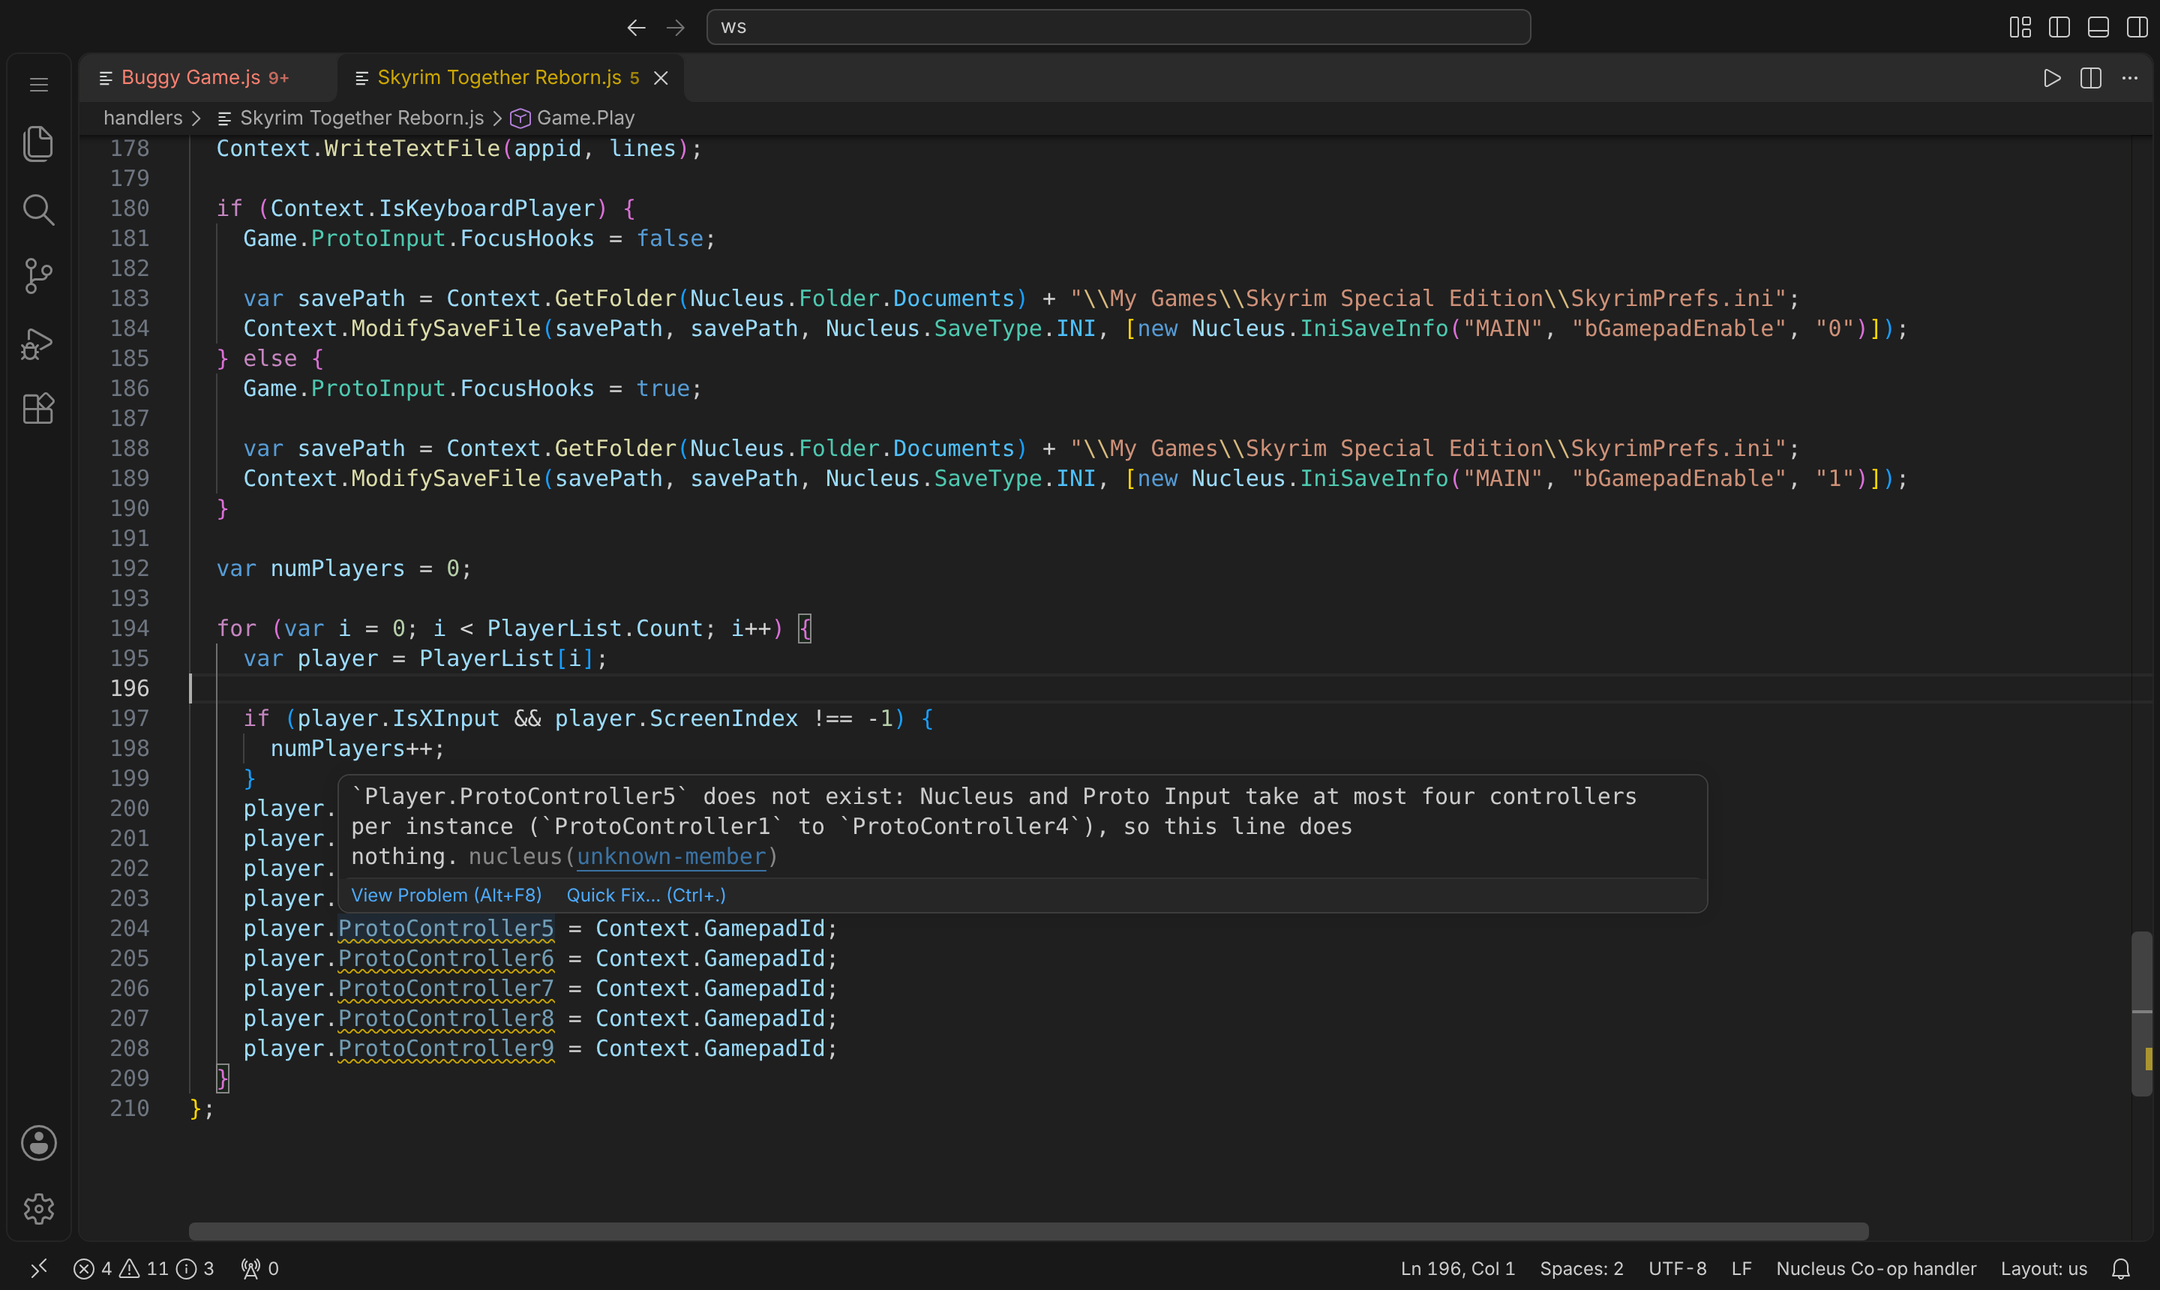 ws
Buggy Game.js 9+
Skyrim Together Reborn.js 5
handlers > Skyrim Together Reborn.js > Game.Play
178 Context.WriteTextFile(appid, lines);
179
180 if (Context.IsKeyboardPlayer) {
181 Game.ProtoInput.FocusHooks = false;
182
183 var savePath = Context.GetFolder(Nucleus.Folder.Documents) + "\\My Games\\Skyrim Special Edition\\SkyrimPrefs.ini";
184 Context.ModifySaveFile(savePath, savePath, Nucleus.SaveType.INI, [new Nucleus.IniSaveInfo("MAIN", "bGamepadEnable", "0")]);
185 } else {
186 Game.ProtoInput.FocusHooks = true;
187
188 var savePath = Context.GetFolder(Nucleus.Folder.Documents) + "\\My Games\\Skyrim Special Edition\\SkyrimPrefs.ini";
189 Context.ModifySaveFile(savePath, savePath, Nucleus.SaveType.INI, [new Nucleus.IniSaveInfo("MAIN", "bGamepadEnable", "1")]);
190 }
191
192 var numPlayers = 0;
193
194 for (var i = 0; i < PlayerList.Count; i++) {
195 var player = PlayerList[i];
196
197 if (player.IsXInput && player.ScreenIndex !== -1) {
198 numPlayers++;
199 }
`Player.ProtoController5` does not exist: Nucleus and Proto Input take at most four controllers
per instance (`ProtoController1` to `ProtoController4`), so this line does
nothing. nucleus(unknown-member)
View Problem (Alt+F8) Quick Fix... (Ctrl+.)
200 player.
201 player.
202 player.
203 player.
204 player.ProtoController5 = Context.GamepadId;
205 player.ProtoController6 = Context.GamepadId;
206 player.ProtoController7 = Context.GamepadId;
207 player.ProtoController8 = Context.GamepadId;
208 player.ProtoController9 = Context.GamepadId;
209 }
210 };
4 11 3 0
Ln 196, Col 1 Spaces: 2 UTF-8 LF Nucleus Co-op handler Layout: us